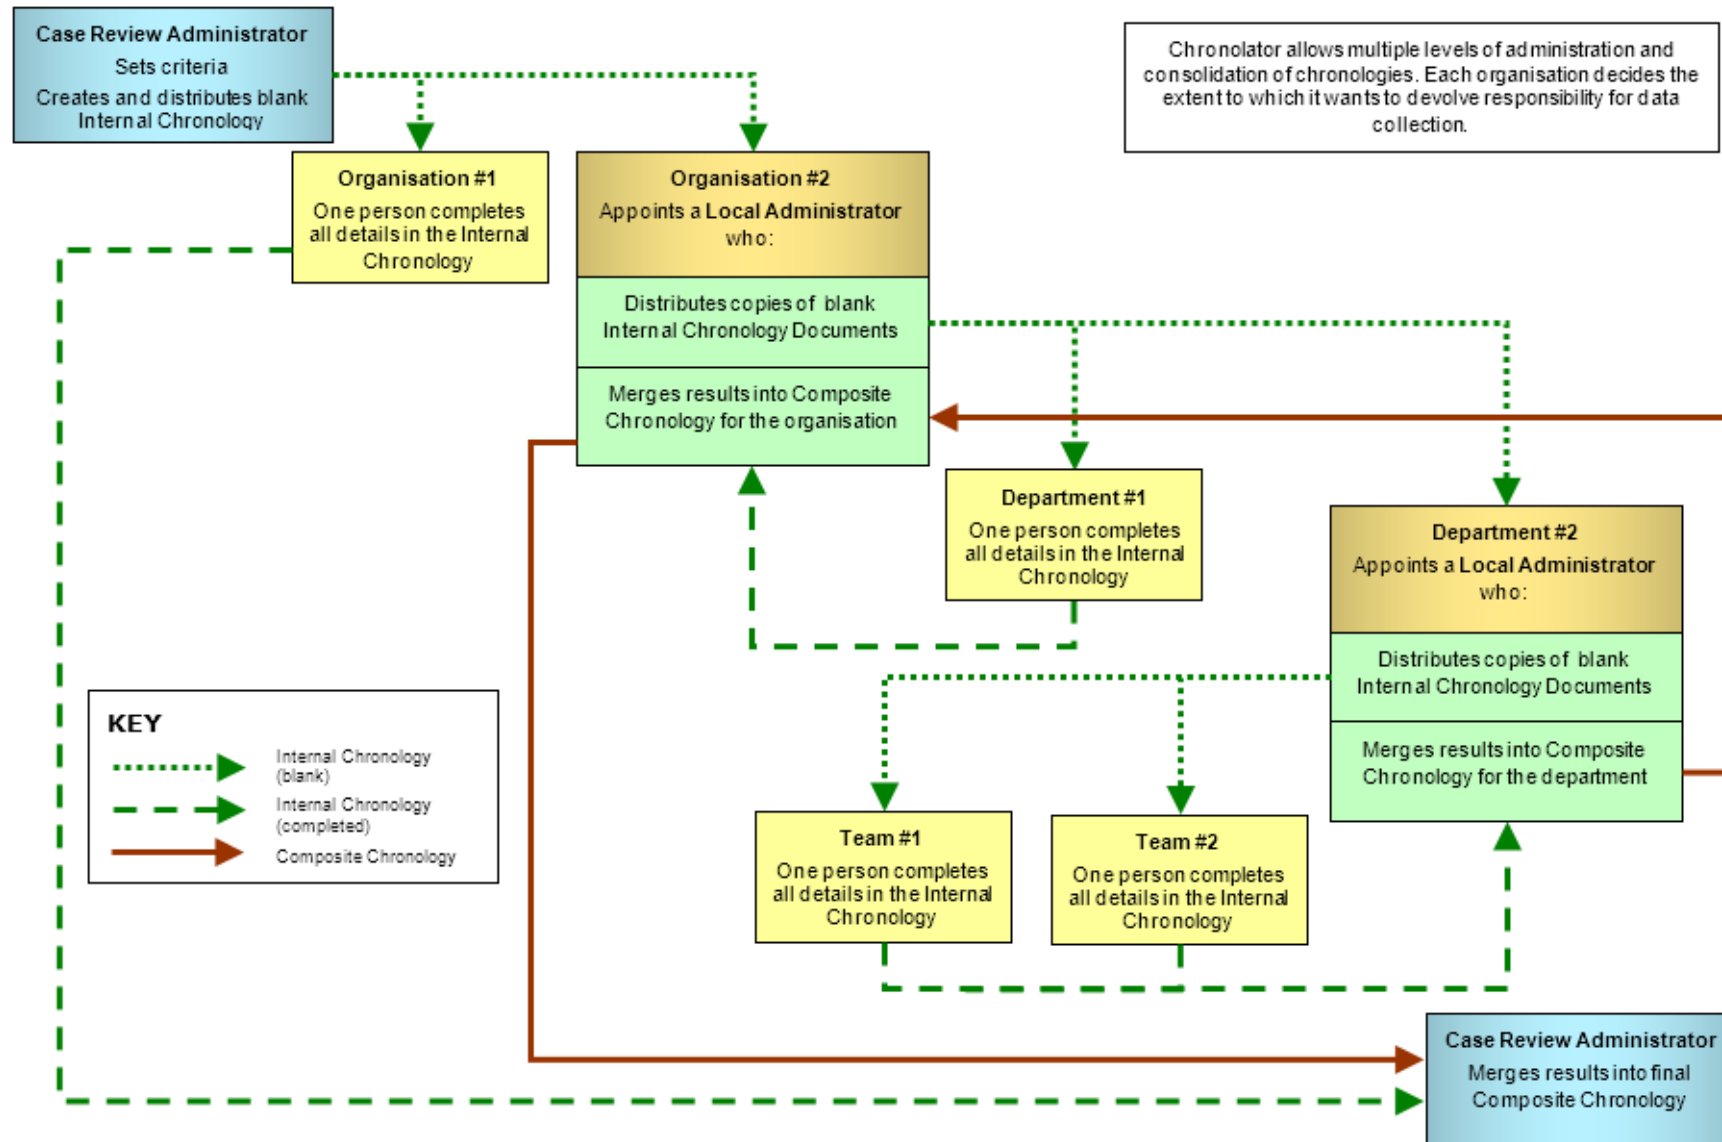 Case Review Administrator
Sets criteria
Creates and distributes blank
Internal Chronology
Chronolator allows multiple levels of administration and
consolidation of chronologies. Each organisation decides the
extent to which it wants to devolve responsibility for data
collection.
Organisation #1
One person completes
all details in the Internal
Chronology
Organisation #2
Appoints a Local Administrator
who:
Distributes copies of blank
Internal Chronology Documents
Merges results into Composite
Chronology for the organisation
Department #1
One person completes
all details in the Internal
Chronology
Department #2
Appoints a Local Administrator
who:
Distributes copies of blank
Internal Chronology Documents
Merges results into Composite
Chronology for the department
KEY
Internal Chronology
(blank)
Internal Chronology
(completed)
Composite Chronology
Team #1
One person completes
all details in the Internal
Chronology
Team #2
One person completes
all details in the Internal
Chronology
Case Review Administrator
Merges results into final
Composite Chronology